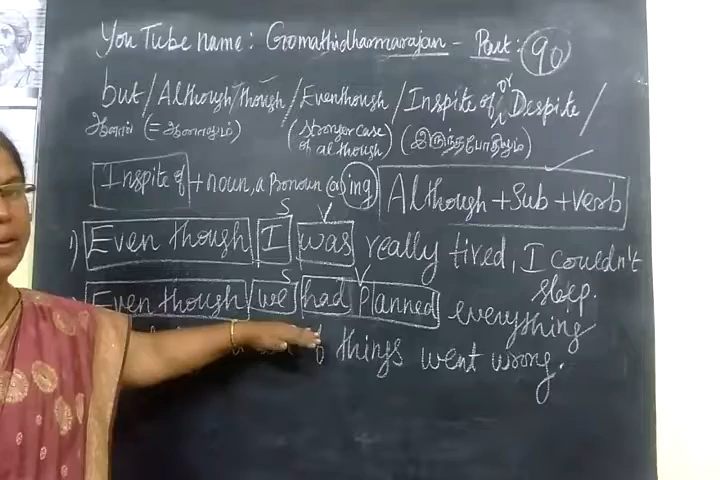 You Tube name: Gomathidharmarajan - Part: 90
but/Although/though/Eventhough/Inspite of or Despite/
ஆனால் (= ஆனாலும்) (stronger case of although) (இருந்தபோதிலும்)
Inspite of + noun, a Pronoun (or) ing Although + Sub + verb
S V
1) Even though I was really tired, I couldn't sleep.
S V
Even though we had Planned everything
of things went wrong.